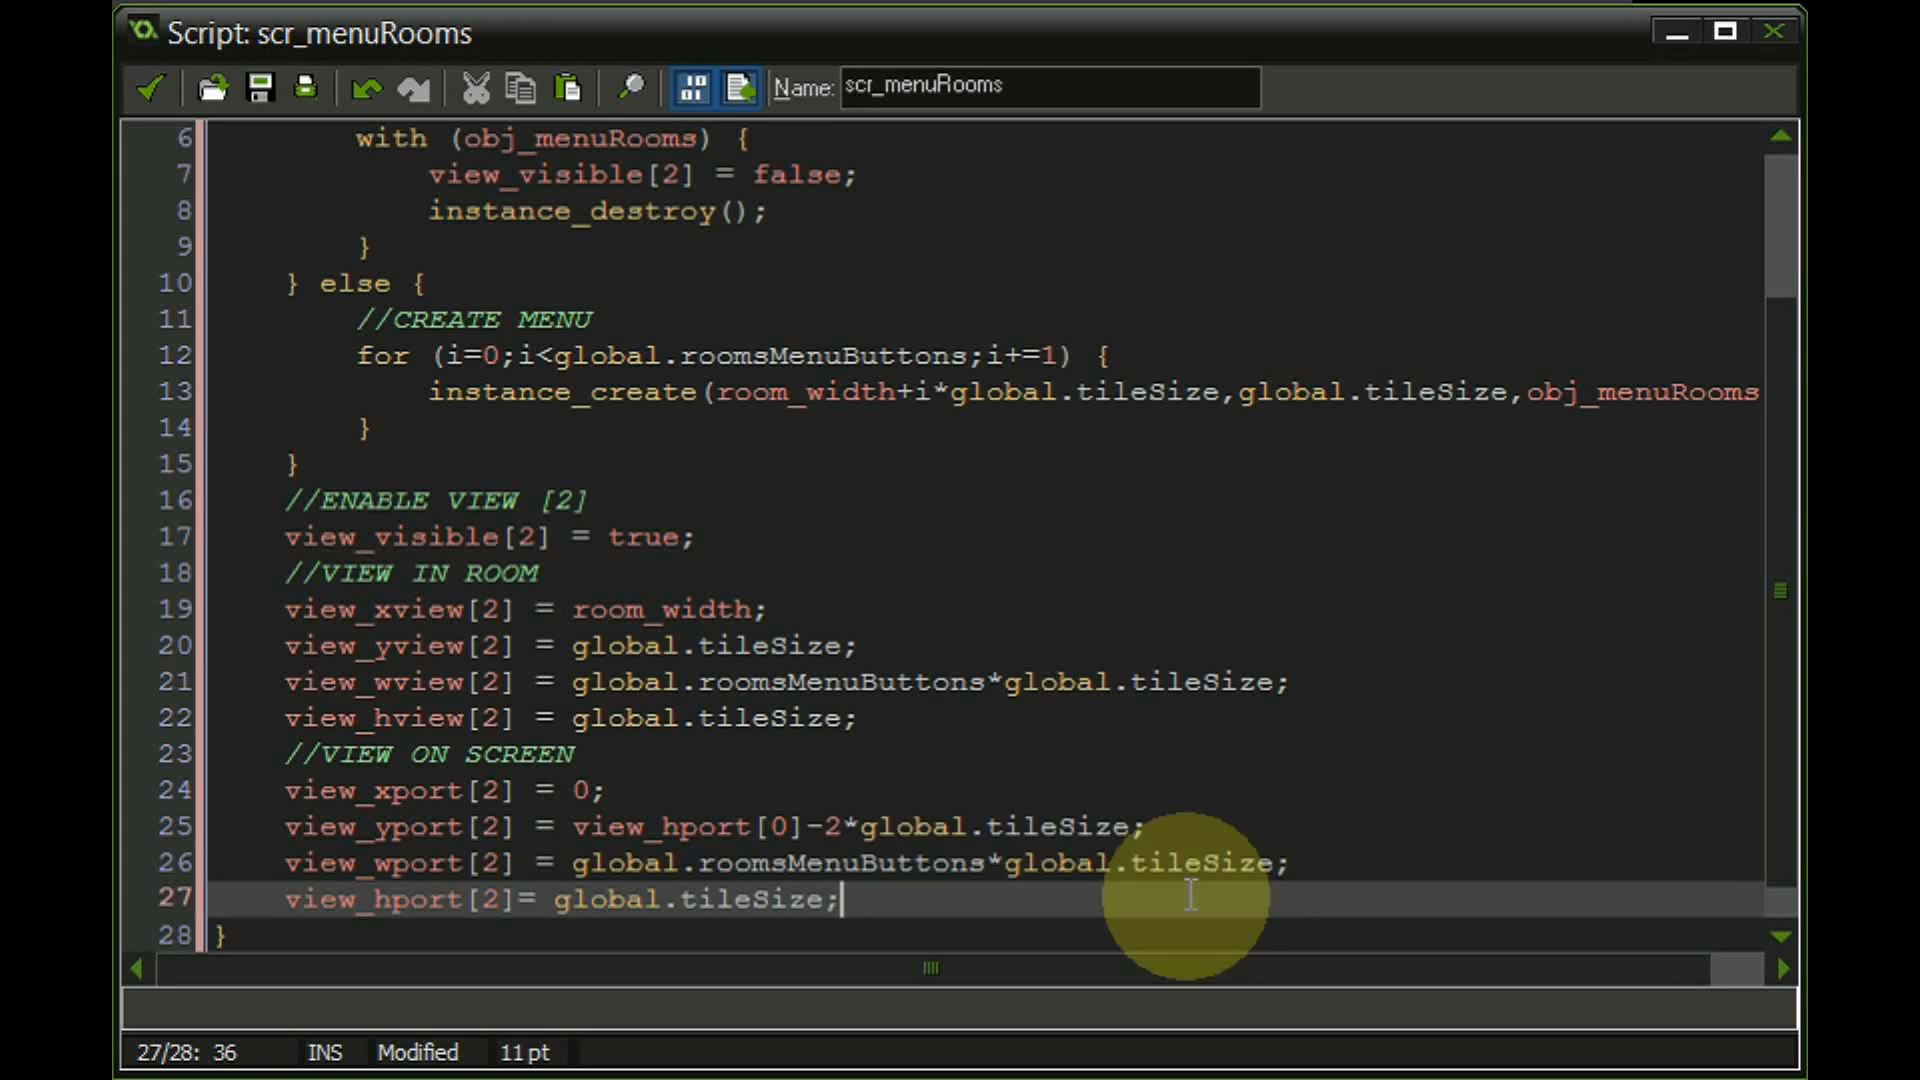 Script: scr_menuRooms
Name: scr_menuRooms
6 with (obj_menuRooms) {
7 view_visible[2] = false;
8 instance_destroy();
9 }
10 } else {
11 //CREATE MENU
12 for (i=0;i<global.roomsMenuButtons;i+=1) {
13 instance_create(room_width+i*global.tileSize,global.tileSize,obj_menuRooms
14 }
15 }
16 //ENABLE VIEW [2]
17 view_visible[2] = true;
18 //VIEW IN ROOM
19 view_xview[2] = room_width;
20 view_yview[2] = global.tileSize;
21 view_wview[2] = global.roomsMenuButtons*global.tileSize;
22 view_hview[2] = global.tileSize;
23 //VIEW ON SCREEN
24 view_xport[2] = 0;
25 view_yport[2] = view_hport[0]-2*global.tileSize;
26 view_wport[2] = global.roomsMenuButtons*global.tileSize;
27 view_hport[2]= global.tileSize;
28 }
27/28: 36 INS Modified 11 pt